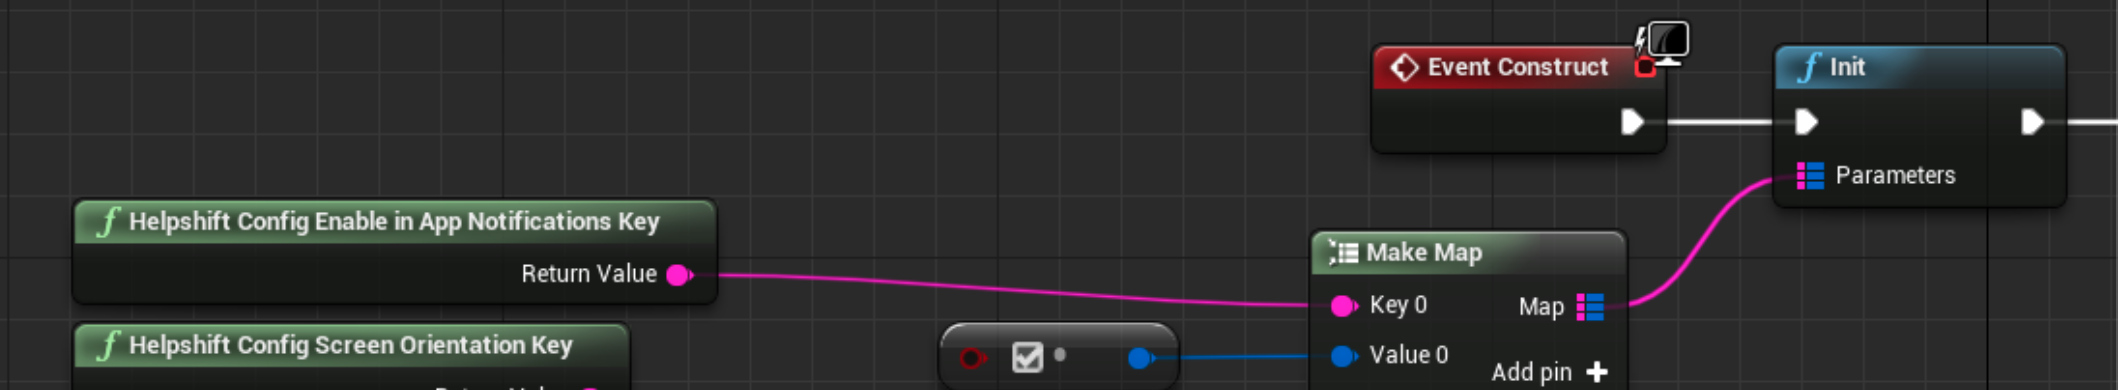 Event Construct
Init
Parameters
Helpshift Config Enable in App Notifications Key
Return Value
Make Map
Key 0
Map
Helpshift Config Screen Orientation Key
Value 0
Add pin